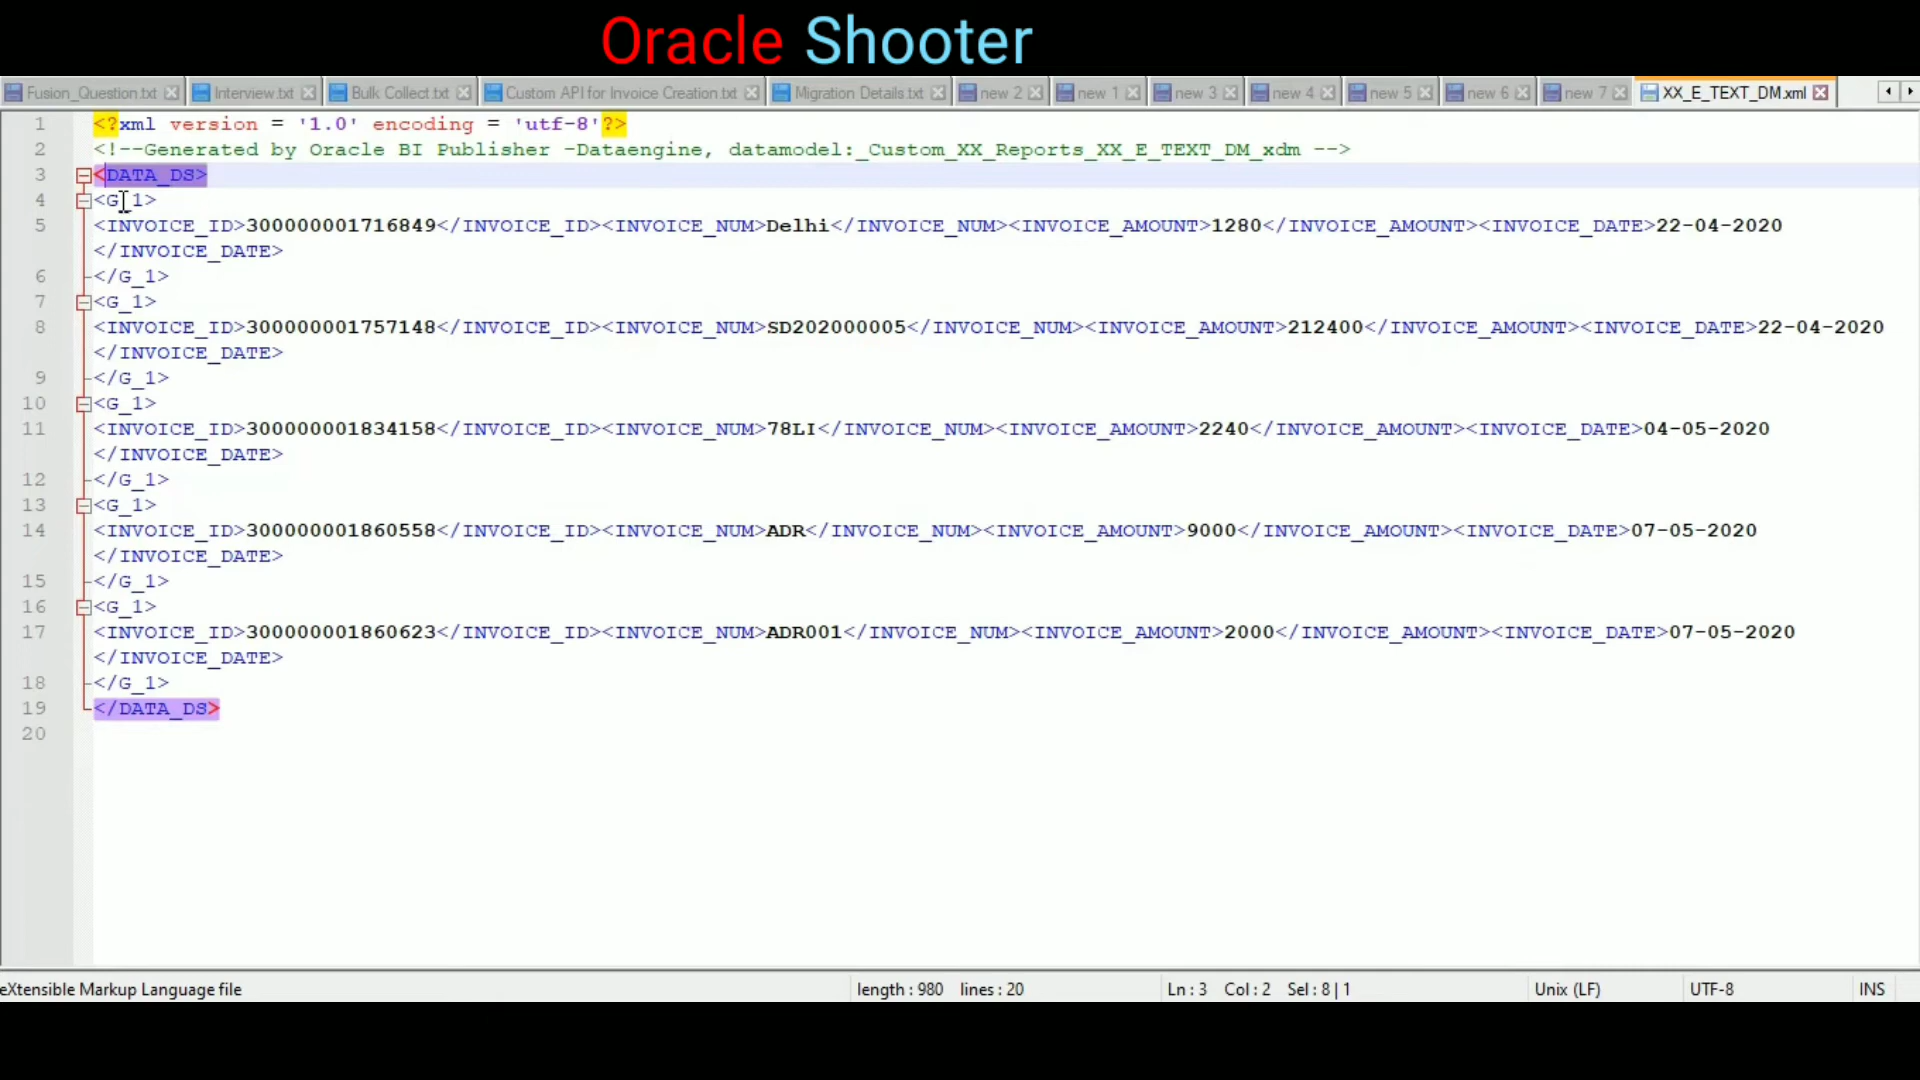 Oracle Shooter
Fusion_Question.txt Interview.txt Bulk Collect.txt Custom API for Invoice Creation.txt Migration Details.txt new 2 new 1 new 3 new 4 new 5 new 6 new 7 XX_E_TEXT_DM.xml
1 <?xml version = '1.0' encoding = 'utf-8'?>
2 <!--Generated by Oracle BI Publisher -Dataengine, datamodel:_Custom_XX_Reports_XX_E_TEXT_DM_xdm -->
3 <DATA_DS>
4 <G_1>
5 <INVOICE_ID>300000001716849</INVOICE_ID><INVOICE_NUM>Delhi</INVOICE_NUM><INVOICE_AMOUNT>1280</INVOICE_AMOUNT><INVOICE_DATE>22-04-2020
</INVOICE_DATE>
6 </G_1>
7 <G_1>
8 <INVOICE_ID>300000001757148</INVOICE_ID><INVOICE_NUM>SD202000005</INVOICE_NUM><INVOICE_AMOUNT>212400</INVOICE_AMOUNT><INVOICE_DATE>22-04-2020
</INVOICE_DATE>
9 </G_1>
10 <G_1>
11 <INVOICE_ID>300000001834158</INVOICE_ID><INVOICE_NUM>78LI</INVOICE_NUM><INVOICE_AMOUNT>2240</INVOICE_AMOUNT><INVOICE_DATE>04-05-2020
</INVOICE_DATE>
12 </G_1>
13 <G_1>
14 <INVOICE_ID>300000001860558</INVOICE_ID><INVOICE_NUM>ADR</INVOICE_NUM><INVOICE_AMOUNT>9000</INVOICE_AMOUNT><INVOICE_DATE>07-05-2020
</INVOICE_DATE>
15 </G_1>
16 <G_1>
17 <INVOICE_ID>300000001860623</INVOICE_ID><INVOICE_NUM>ADR001</INVOICE_NUM><INVOICE_AMOUNT>2000</INVOICE_AMOUNT><INVOICE_DATE>07-05-2020
</INVOICE_DATE>
18 </G_1>
19 </DATA_DS>
20
eXtensible Markup Language file length : 980 lines : 20 Ln : 3 Col : 2 Sel : 8 | 1 Unix (LF) UTF-8 INS